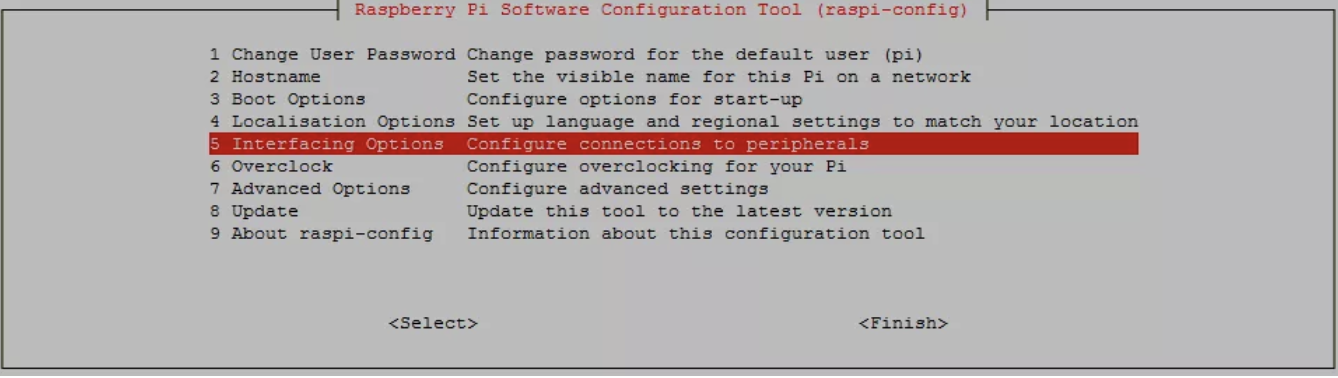 Raspberry Pi Software Configuration Tool (raspi-config)
1 Change User Password Change password for the default user (pi)
2 Hostname Set the visible name for this Pi on a network
3 Boot Options Configure options for start-up
4 Localisation Options Set up language and regional settings to match your location
5 Interfacing Options Configure connections to peripherals
6 Overclock Configure overclocking for your Pi
7 Advanced Options Configure advanced settings
8 Update Update this tool to the latest version
9 About raspi-config Information about this configuration tool
<Select> <Finish>